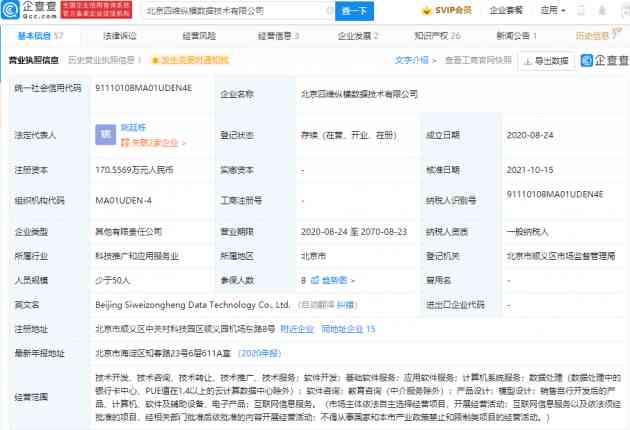 企查查
Qcc.com
全国企业信用查询系统
官方备案企业征信机构
北京四维纵横数据技术有限公司
查一下
SVIP会员
企业套餐
应用
基本信息 57
法律诉讼
经营风险
经营信息 3
企业发展 2
知识产权 26
新闻公告 1
历史信息
营业执照信息
历史营业执照信息 1
发生变更时通知我
文字介绍 >
查看工商官网快照
导出数据
企查查
统一社会信用代码
91110108MA01UDEN4E
企业名称
北京四维纵横数据技术有限公司
法定代表人
姚
姚延栋
关联2家企业 >
登记状态
存续(在营、开业、在册)
成立日期
2020-08-24
注册资本
170.5569万元人民币
实缴资本
-
核准日期
2021-10-15
组织机构代码
MA01UDEN-4
工商注册号
-
纳税人识别号
91110108MA01UDEN4E
企业类型
其他有限责任公司
营业期限
2020-08-24 至 2070-08-23
纳税人资质
一般纳税人
所属行业
科技推广和应用服务业
所属地区
北京市
登记机关
北京市顺义区市场监督管理局
人员规模
少于50人
参保人数
8 趋势图 >
曾用名
-
英文名
Beijing Siweizongheng Data Technology Co., Ltd. (自动翻译 纠错)
进出口企业代码
-
注册地址
北京市顺义区中关村科技园区顺义园机场东路8号 附近企业 同地址企业 15
最新年报地址
北京市海淀区知春路23号6层611A室 (2020年报)
经营范围
技术开发、技术咨询、技术转让、技术推广、技术服务;软件开发;基础软件服务;应用软件服务;计算机系统服务;数据处理(数据处理中的
银行卡中心、PUE值在1.4以上的云计算数据中心除外);软件咨询;教育咨询(中介服务除外);产品设计;模型设计;销售自行开发后的产
品、计算机、软件及辅助设备、电子产品;互联网信息服务。(市场主体依法自主选择经营项目,开展经营活动;互联网信息服务以及依法须经
批准的项目,经相关部门批准后依批准的内容开展经营活动;不得从事国家和本市产业政策禁止和限制类项目的经营活动。)